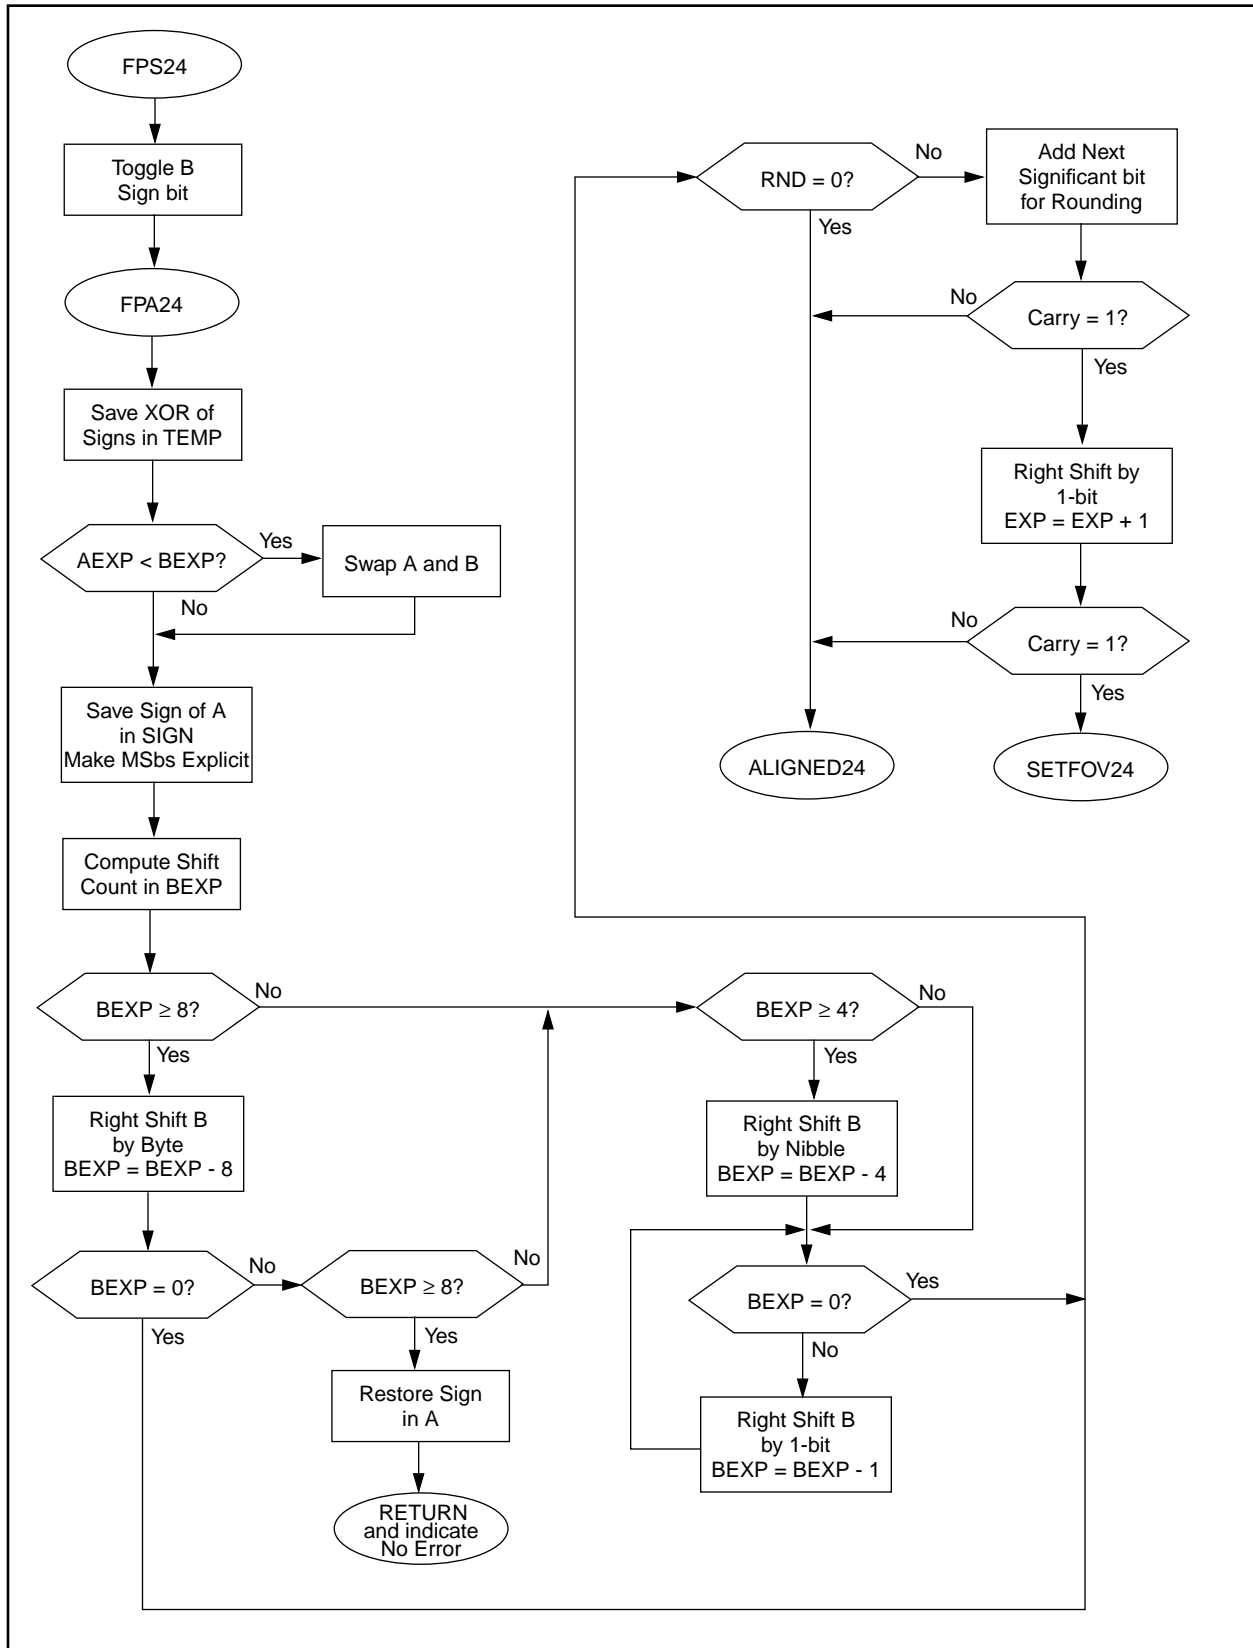 FPS24
Toggle B
Sign bit
FPA24
Save XOR of
Signs in TEMP
AEXP < BEXP?
Yes
Swap A and B
No
Save Sign of A
in SIGN
Make MSbs Explicit
Compute Shift
Count in BEXP
BEXP ≥ 8?
No
Yes
Right Shift B
by Byte
BEXP = BEXP - 8
BEXP = 0?
No
Yes
BEXP ≥ 8?
No
Yes
Restore Sign
in A
RETURN
and indicate
No Error
BEXP ≥ 4?
No
Yes
Right Shift B
by Nibble
BEXP = BEXP - 4
BEXP = 0?
Yes
No
Right Shift B
by 1-bit
BEXP = BEXP - 1
RND = 0?
No
Yes
Add Next
Significant bit
for Rounding
Carry = 1?
No
Yes
Right Shift by
1-bit
EXP = EXP + 1
Carry = 1?
No
Yes
ALIGNED24
SETFOV24